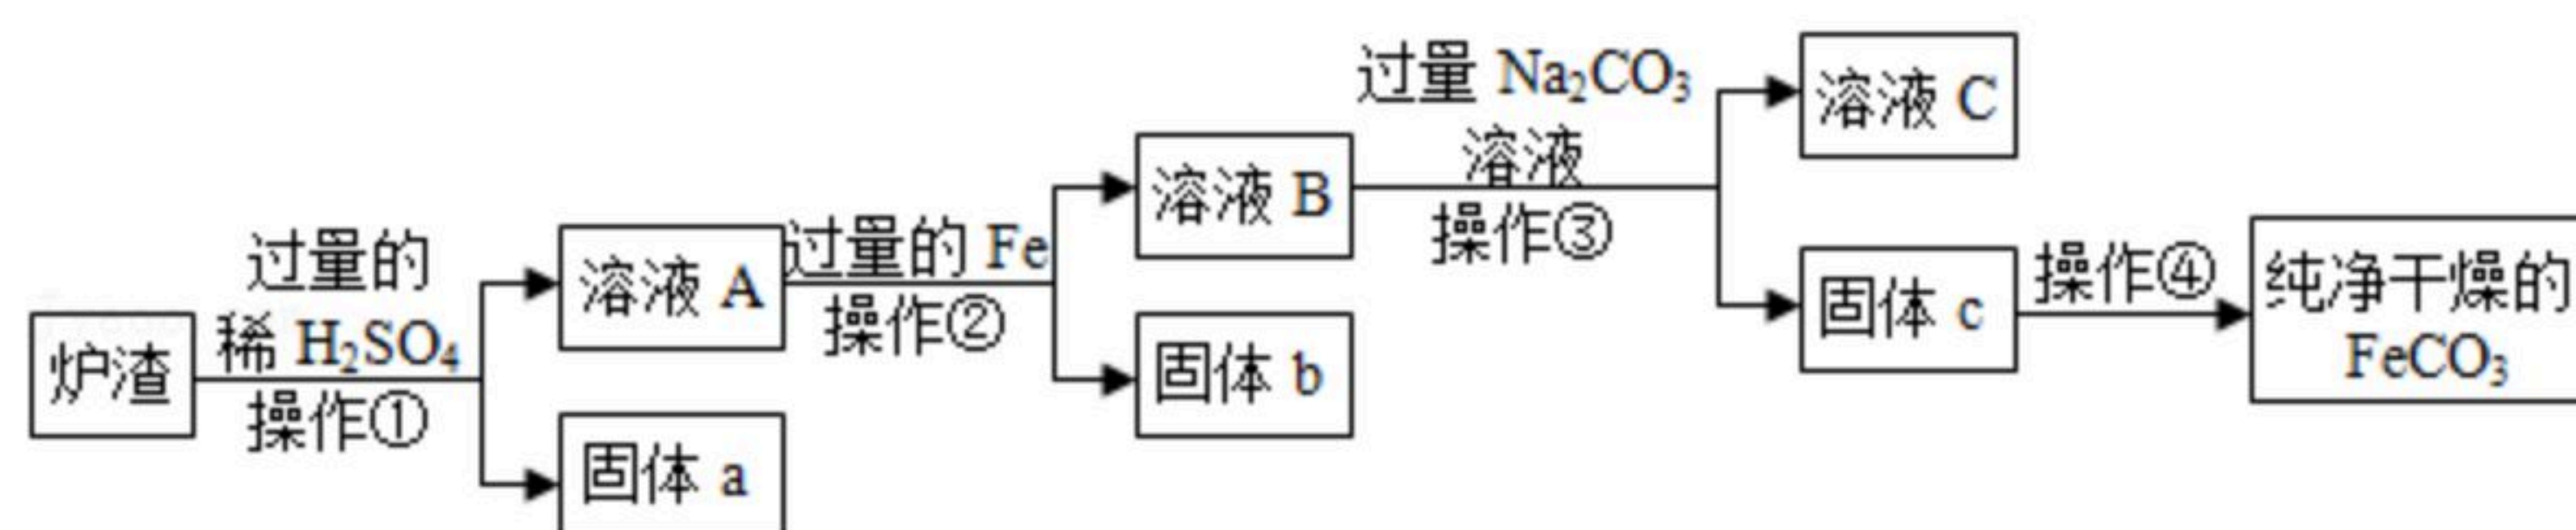 炉渣
过量的
稀 H₂SO₄
操作①
溶液 A
固体 a
过量的 Fe
操作②
溶液 B
固体 b
过量 Na₂CO₃
溶液
操作③
溶液 C
固体 c
操作④
纯净干燥的
FeCO₃